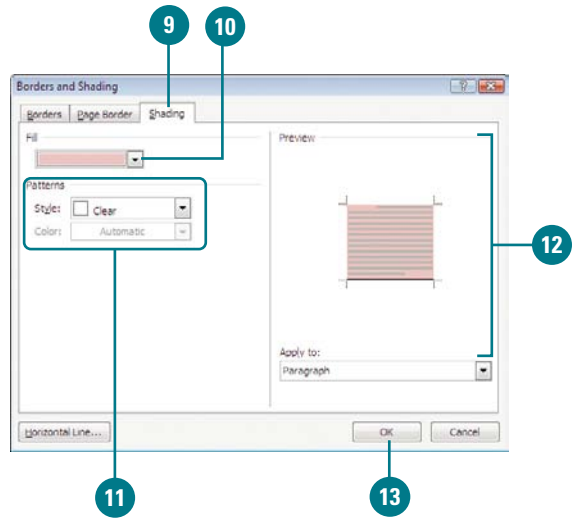 9 10
Borders and Shading
Borders Page Border Shading
Fill
Preview
Patterns
Style: Clear
Color: Automatic
12
Apply to:
Paragraph
Horizontal Line...
OK Cancel
11 13